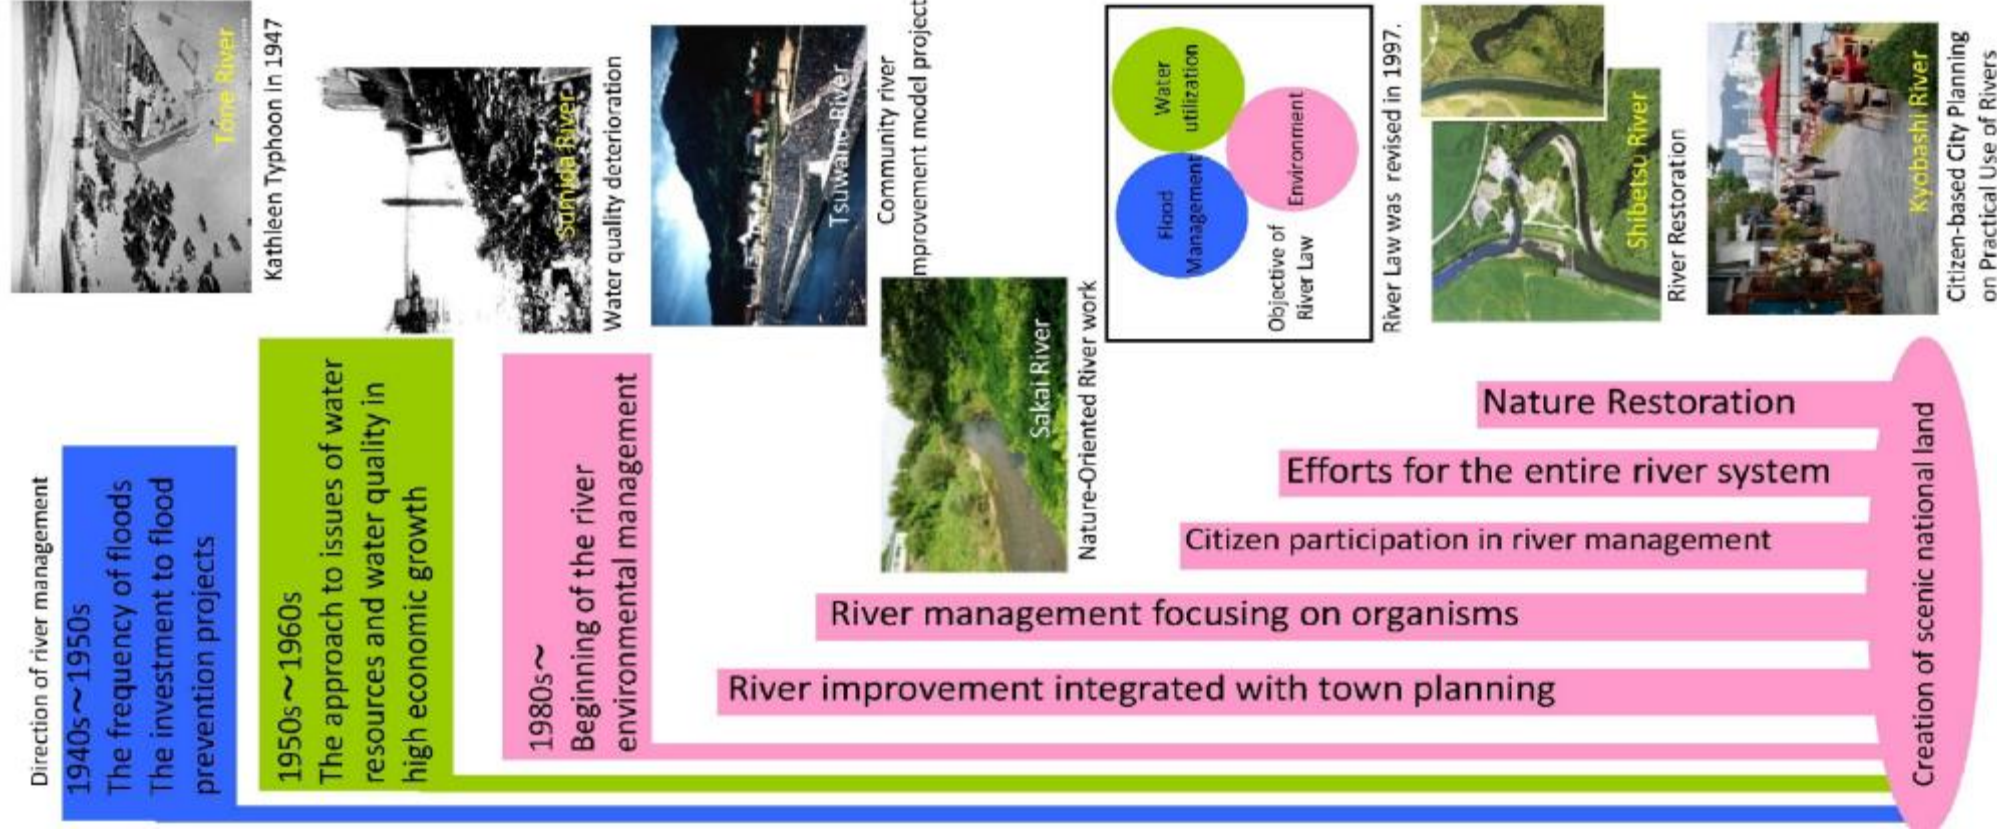 Direction of river management
1940s~1950s
The frequency of floods
The investment to flood
prevention projects
Tone River
Kathleen Typhoon in 1947
1950s~1960s
The approach to issues of water
resources and water quality in
high economic growth
Sumida River
Water quality deterioration
1980s~
Beginning of the river
environmental management
Tsuwano River
Community river
improvement model project
Sakai River
Nature-Oriented River work
Flood
Management
Water
utilization
Environment
Objective of
River Law
River Law was revised in 1997.
Shibetsu River
River Restoration
Kyobashi River
Citizen-based City Planning
on Practical Use of Rivers
Nature Restoration
Efforts for the entire river system
Citizen participation in river management
River management focusing on organisms
River improvement integrated with town planning
Creation of scenic national land